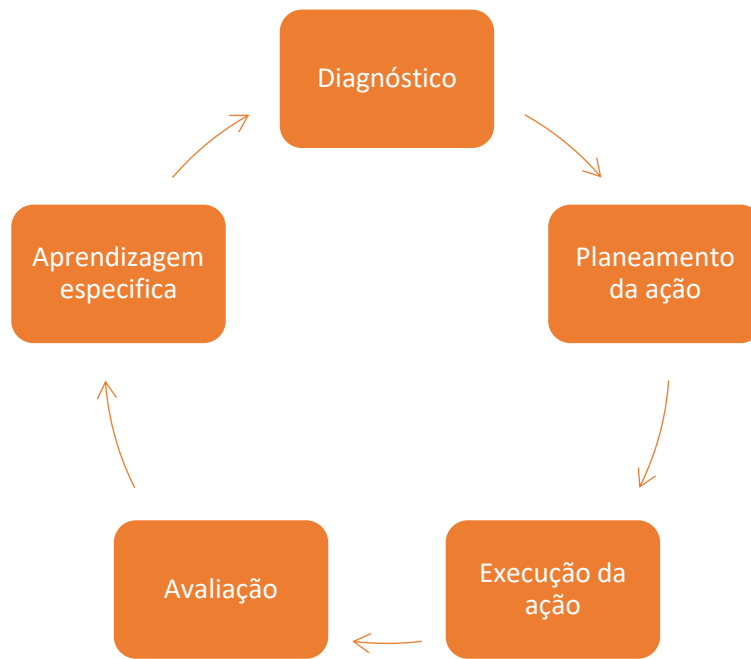 Diagnóstico
Planeamento
da ação
Execução da
ação
Avaliação
Aprendizagem
especifica